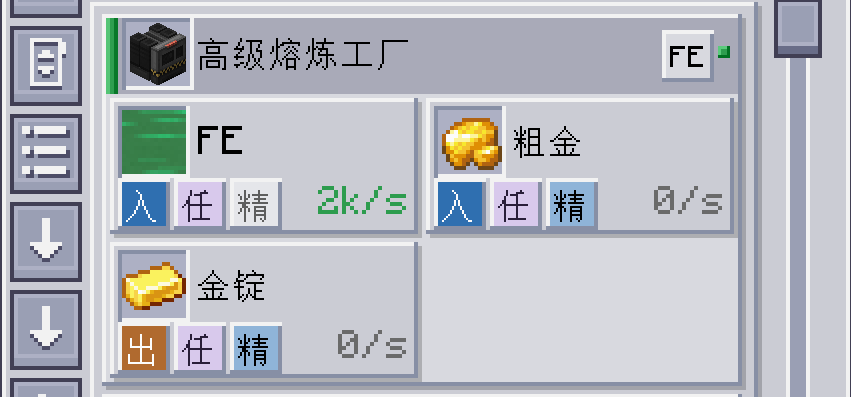 高级熔炼工厂 FE
FE
入 任 精 2k/s
粗金
入 任 精 0/s
金锭
出 任 精 0/s